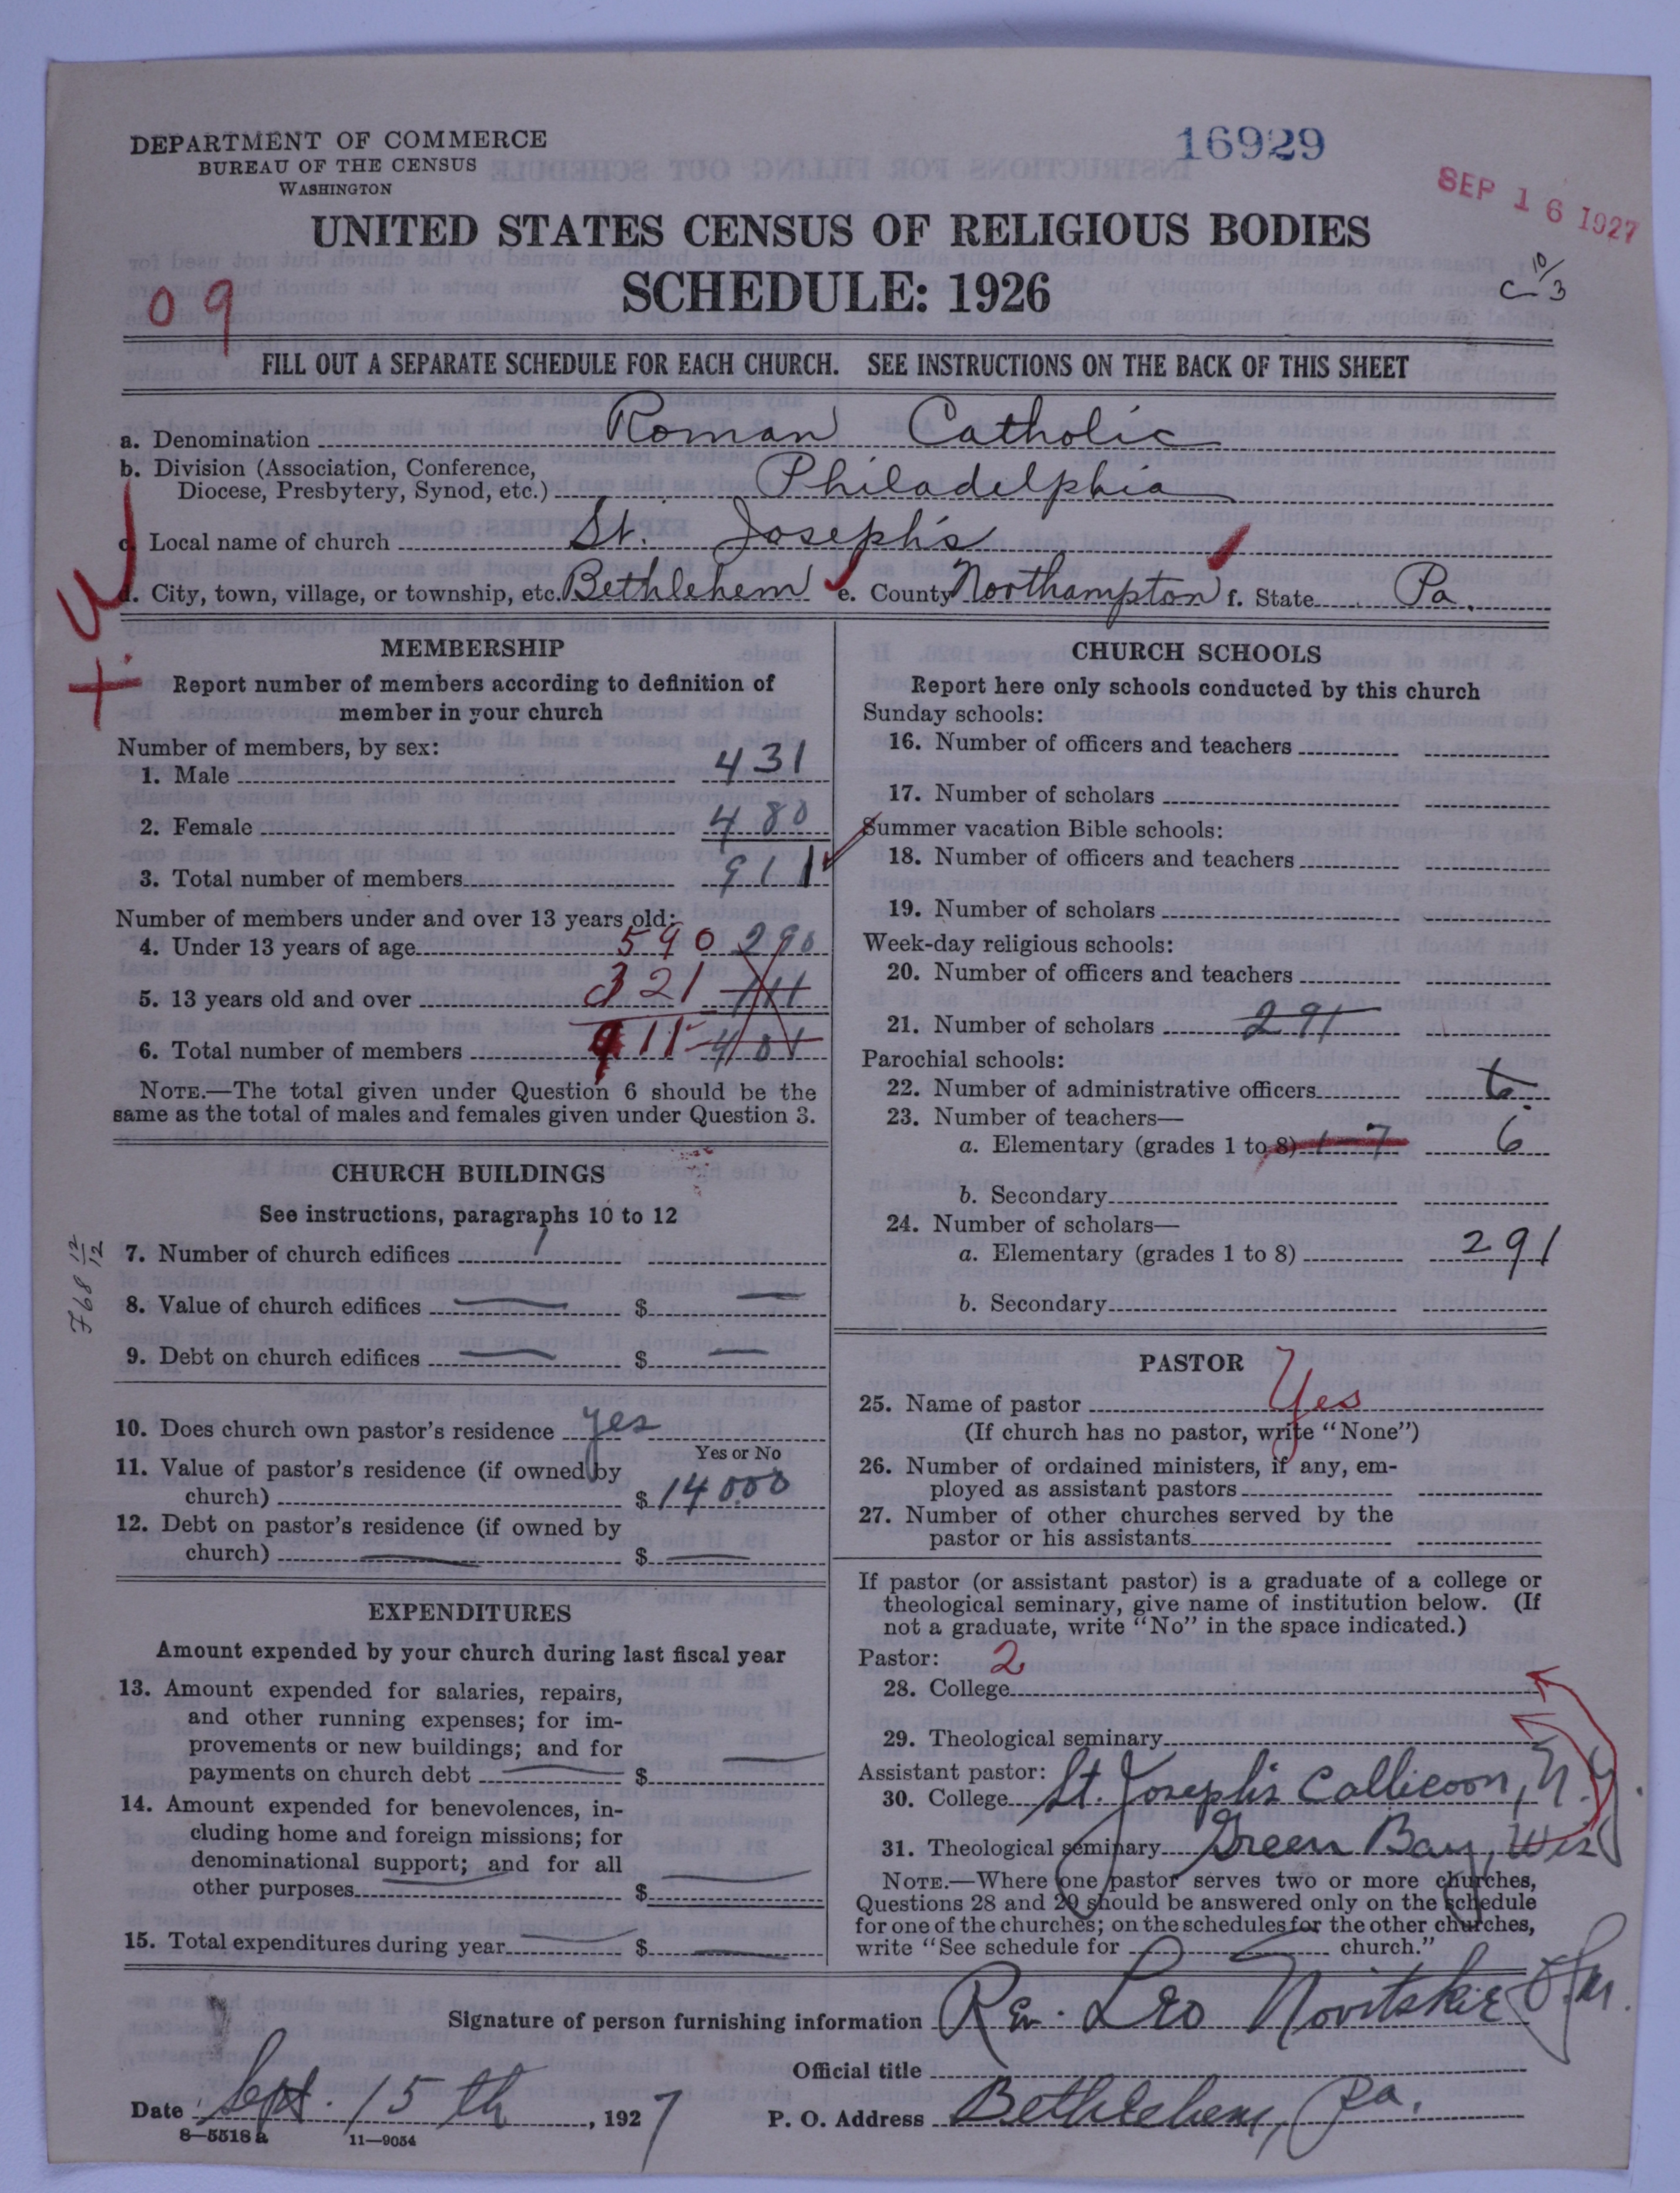 DEPARTMENT OF COMMERCE
BUREAU OF THE CENSUS
WASHINGTON
16929
SEP 16 1927
UNITED STATES CENSUS OF RELIGIOUS BODIES
SCHEDULE: 1926
09
C 10/3
FILL OUT A SEPARATE SCHEDULE FOR EACH CHURCH. SEE INSTRUCTIONS ON THE BACK OF THIS SHEET
a. Denomination Roman Catholic
b. Division (Association, Conference,
Diocese, Presbytery, Synod, etc.) Philadelphia
c. Local name of church St. Joseph's
d. City, town, village, or township, etc. Bethlehem e. County Northampton f. State Pa.
MEMBERSHIP
Report number of members according to definition of
member in your church
Number of members, by sex:
1. Male 431
2. Female 480
3. Total number of members 911
Number of members under and over 13 years old:
4. Under 13 years of age 590 290
5. 13 years old and over 321 111
6. Total number of members 911 401
NOTE.—The total given under Question 6 should be the
same as the total of males and females given under Question 3.
CHURCH BUILDINGS
See instructions, paragraphs 10 to 12
7. Number of church edifices 1
F68 12/12
8. Value of church edifices $
9. Debt on church edifices $
10. Does church own pastor's residence yes
Yes or No
11. Value of pastor's residence (if owned by
church) $ 14000
12. Debt on pastor's residence (if owned by
church) $
EXPENDITURES
Amount expended by your church during last fiscal year
13. Amount expended for salaries, repairs,
and other running expenses; for im-
provements or new buildings; and for
payments on church debt $
14. Amount expended for benevolences, in-
cluding home and foreign missions; for
denominational support; and for all
other purposes $
15. Total expenditures during year $
CHURCH SCHOOLS
Report here only schools conducted by this church
Sunday schools:
16. Number of officers and teachers
17. Number of scholars
Summer vacation Bible schools:
18. Number of officers and teachers
19. Number of scholars
Week-day religious schools:
20. Number of officers and teachers
21. Number of scholars 291
Parochial schools:
22. Number of administrative officers 6
23. Number of teachers—
a. Elementary (grades 1 to 8) 1-7 6
b. Secondary
24. Number of scholars—
a. Elementary (grades 1 to 8) 291
b. Secondary
PASTOR
25. Name of pastor Yes
(If church has no pastor, write "None")
26. Number of ordained ministers, if any, em-
ployed as assistant pastors
27. Number of other churches served by the
pastor or his assistants
If pastor (or assistant pastor) is a graduate of a college or
theological seminary, give name of institution below. (If
not a graduate, write "No" in the space indicated.)
Pastor: 2
28. College
29. Theological seminary
Assistant pastor:
30. College St. Joseph's Callicoon, N.Y.
31. Theological seminary Green Bay, Wis
NOTE.—Where one pastor serves two or more churches,
Questions 28 and 29 should be answered only on the schedule
for one of the churches; on the schedules for the other churches,
write "See schedule for church."
Signature of person furnishing information Rev. Leo Novitskie O.F.M.
Official title
Date Sept. 15th, 1927
P. O. Address Bethlehem, Pa.
8—5518 a 11—9054